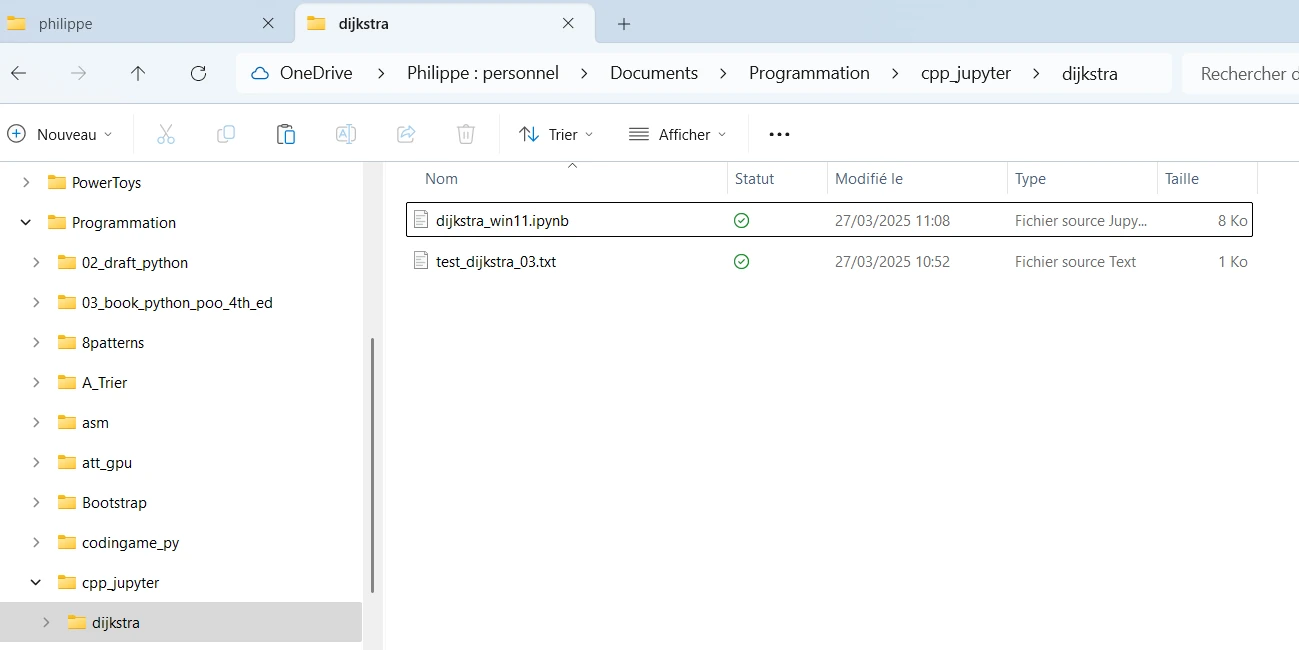 philippe
dijkstra
OneDrive > Philippe : personnel > Documents > Programmation > cpp_jupyter > dijkstra
Rechercher d
Nouveau
Trier
Afficher
PowerToys
Programmation
02_draft_python
03_book_python_poo_4th_ed
8patterns
A_Trier
asm
att_gpu
Bootstrap
codingame_py
cpp_jupyter
dijkstra
Nom Statut Modifié le Type Taille
dijkstra_win11.ipynb 27/03/2025 11:08 Fichier source Jupy... 8 Ko
test_dijkstra_03.txt 27/03/2025 10:52 Fichier source Text 1 Ko